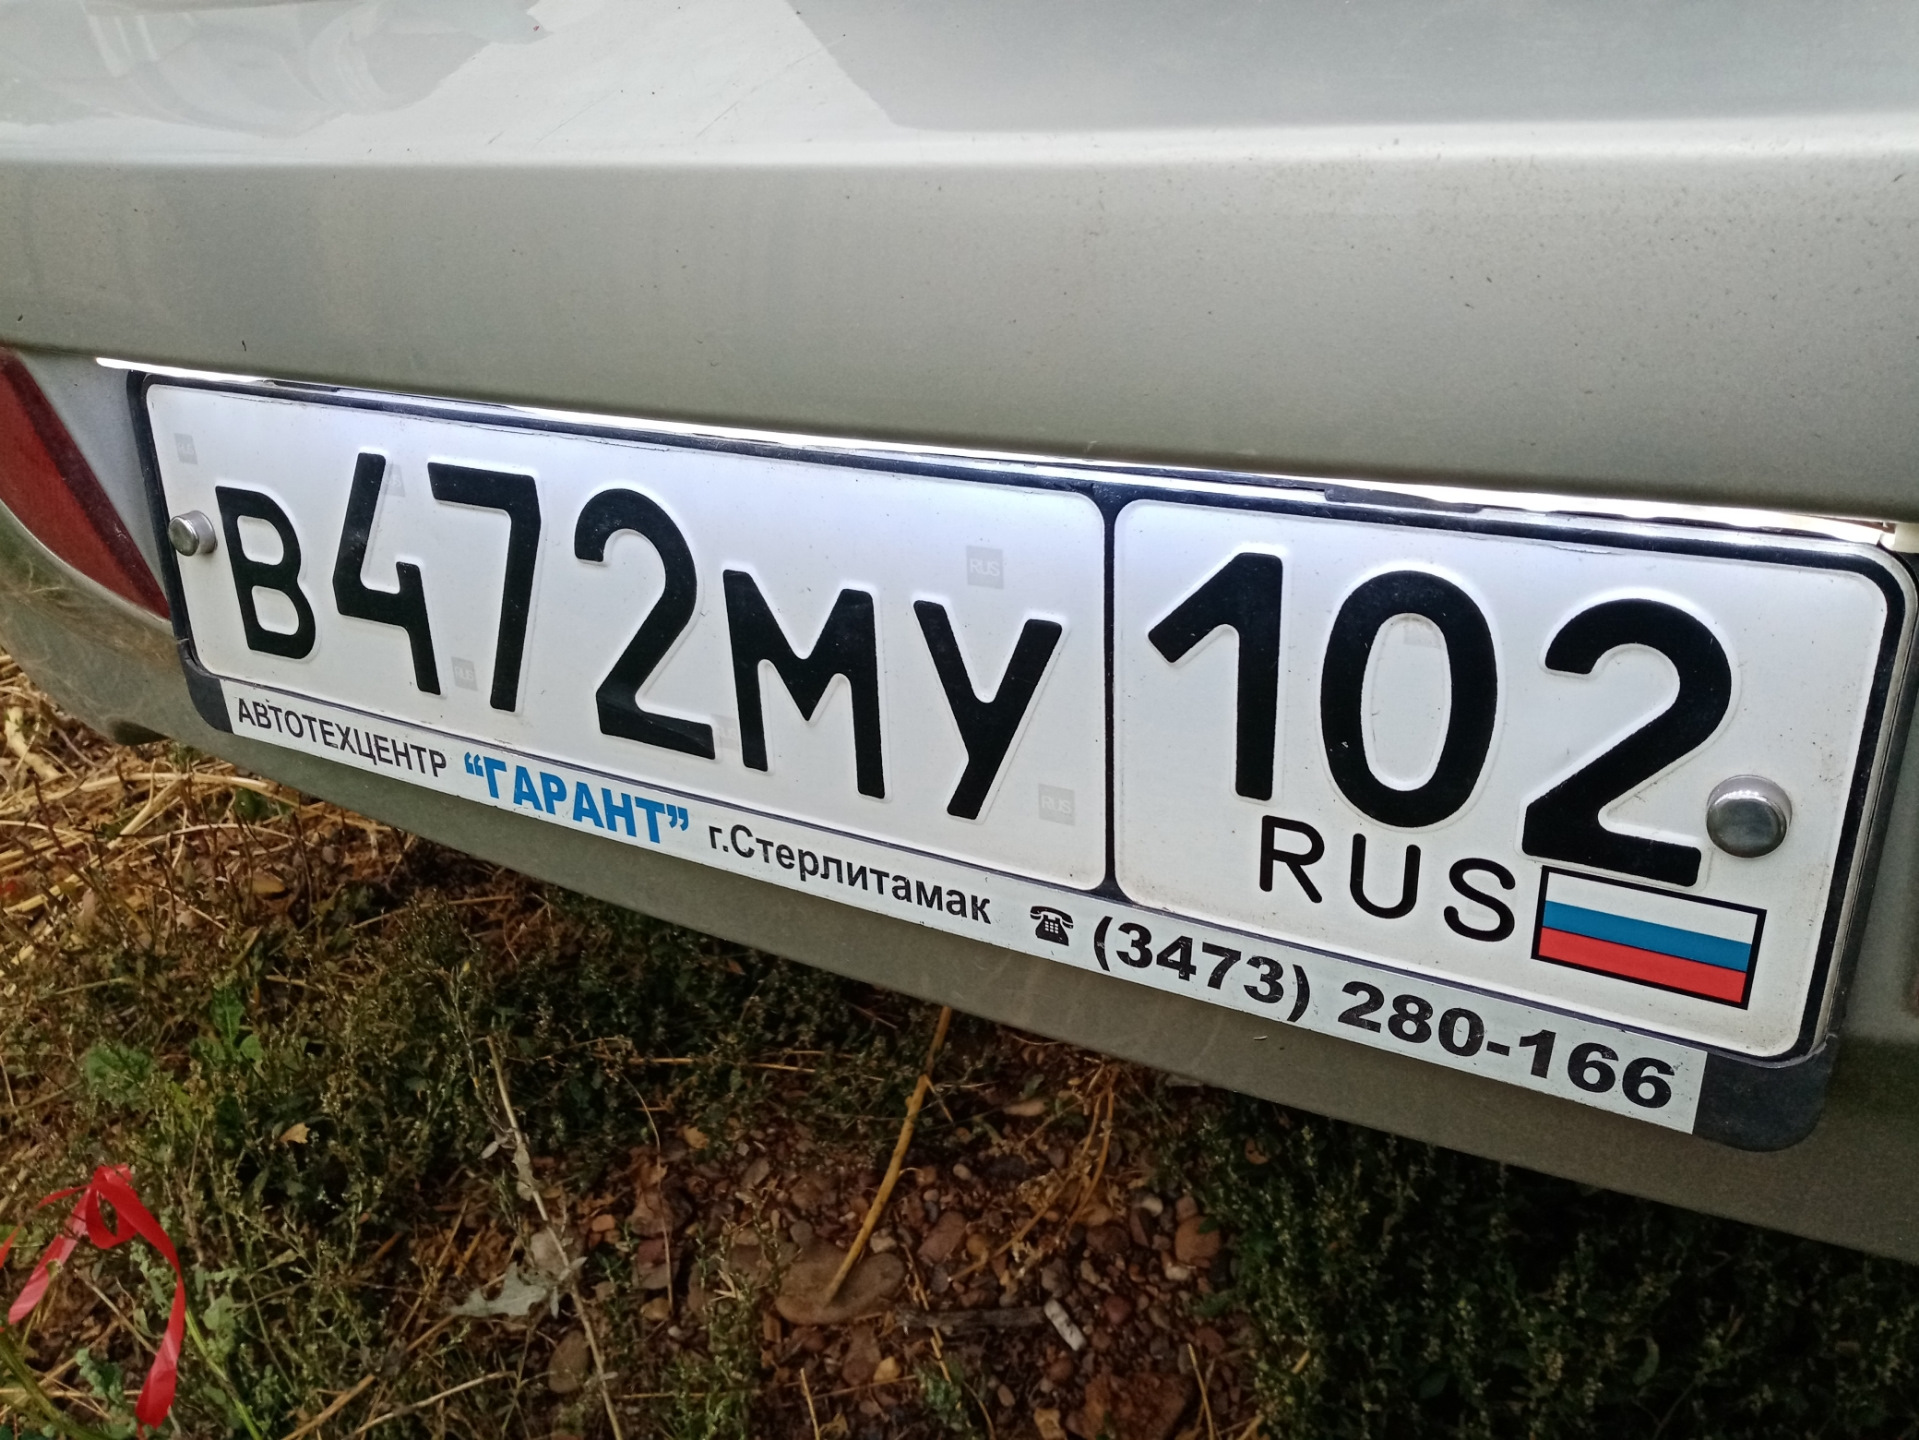 В472МУ 102
RUS
АВТОТЕХЦЕНТР “ГАРАНТ” г.Стерлитамак ☎ (3473) 280-166